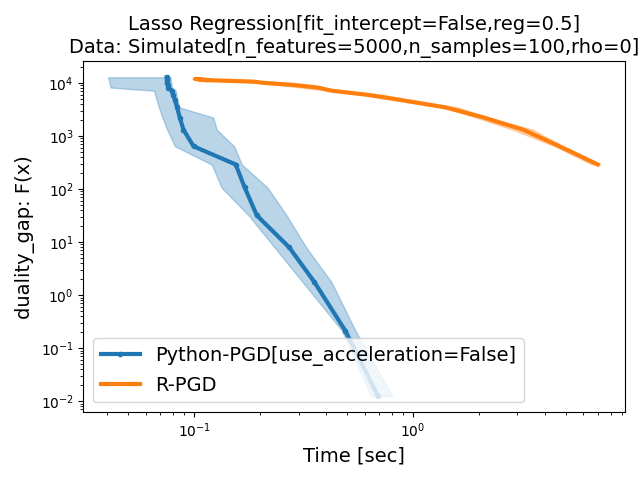 Lasso Regression[fit_intercept=False,reg=0.5]
Data: Simulated[n_features=5000,n_samples=100,rho=0]
duality_gap: F(x)
10⁴
10³
10²
10¹
10⁰
10⁻¹
10⁻²
Python-PGD[use_acceleration=False]
R-PGD
10⁻¹ 10⁰
Time [sec]